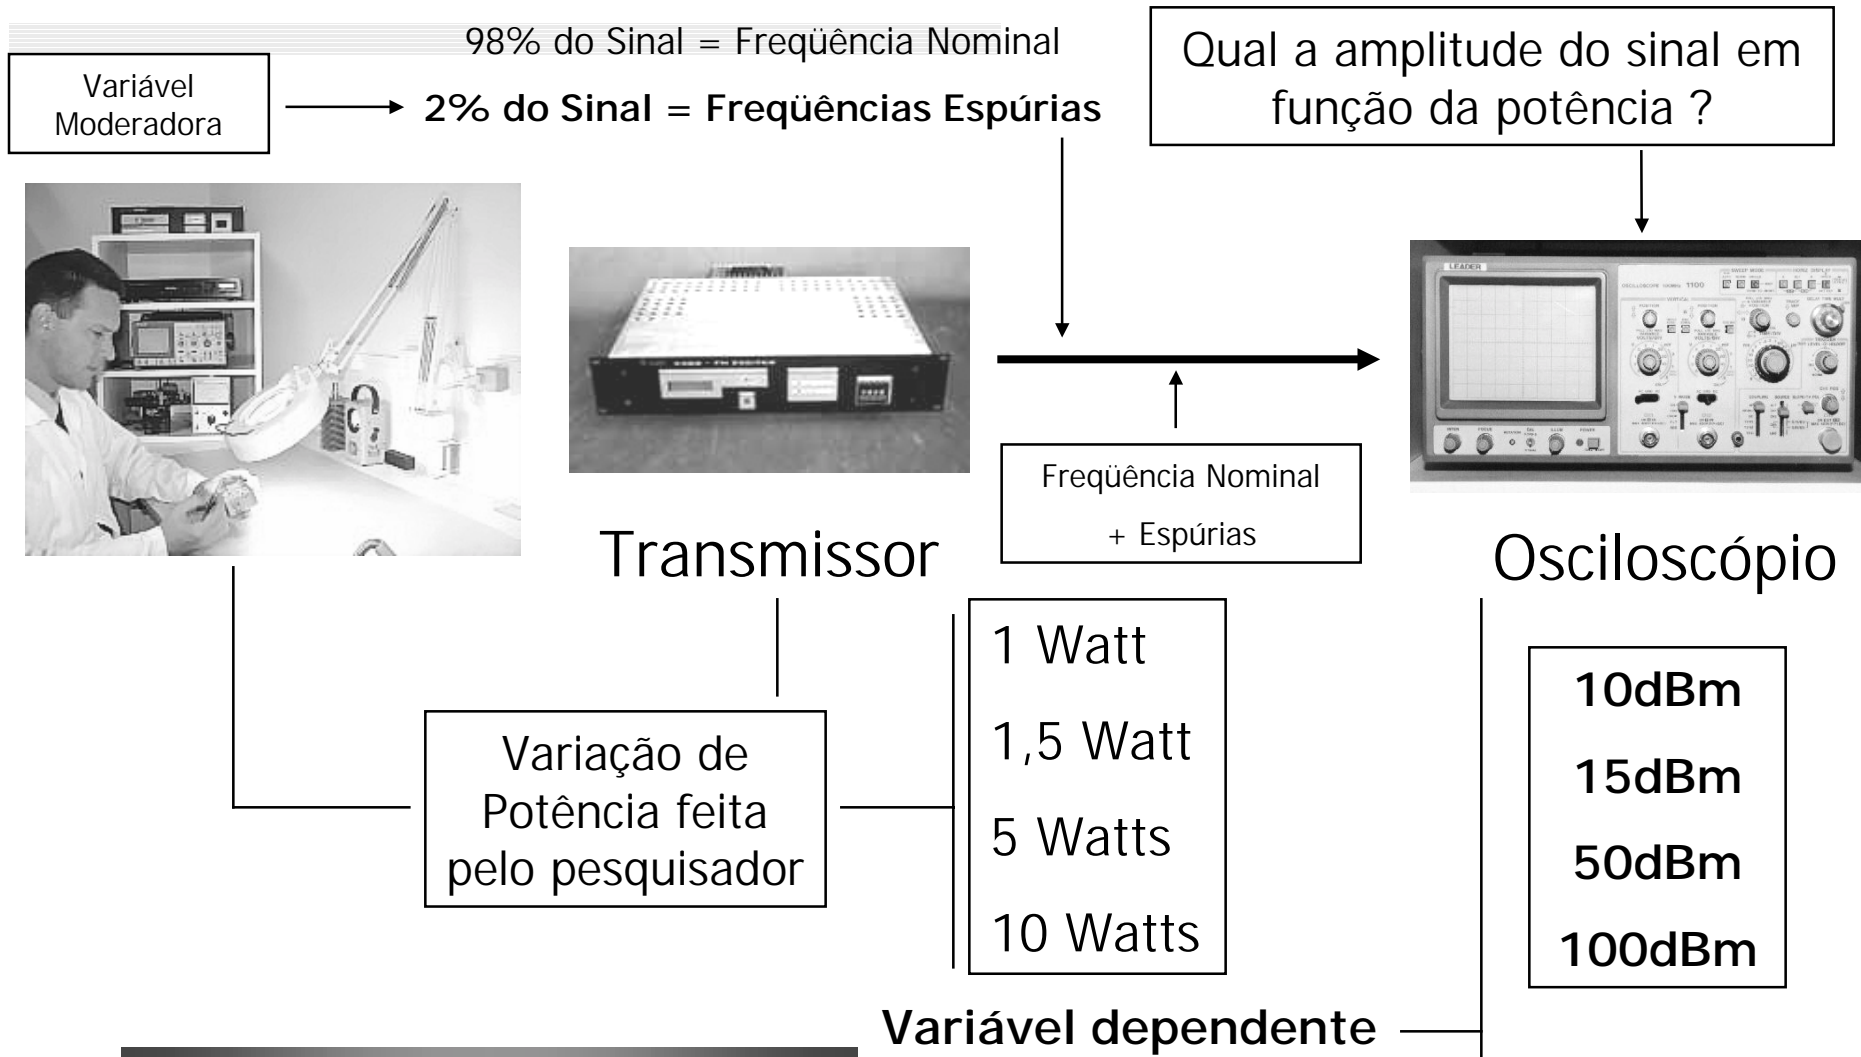 98% do Sinal = Freqüência Nominal
Variável
Moderadora
2% do Sinal = Freqüências Espúrias
Qual a amplitude do sinal em
função da potência ?
LEADER
1100
Freqüência Nominal
+ Espúrias
Transmissor
Osciloscópio
Variação de
Potência feita
pelo pesquisador
1 Watt
1,5 Watt
5 Watts
10 Watts
10dBm
15dBm
50dBm
100dBm
Variável dependente